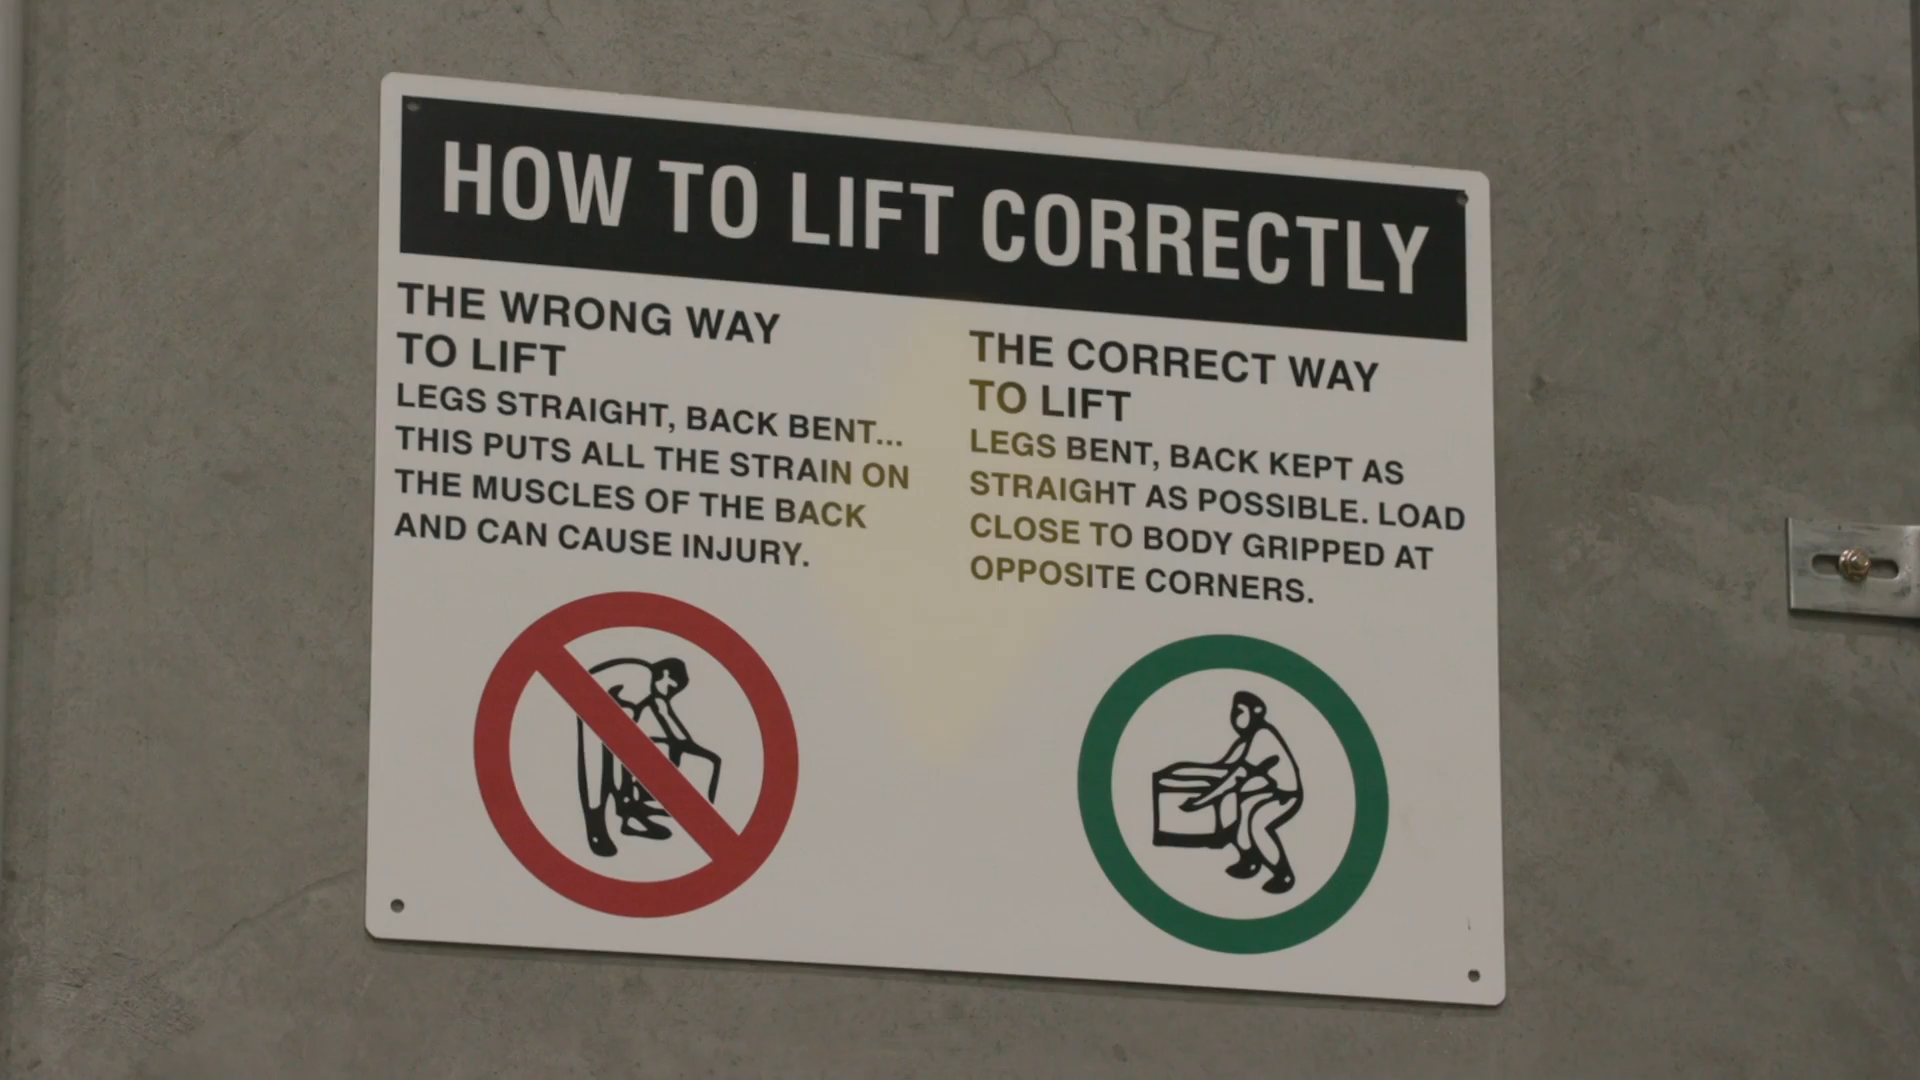 HOW TO LIFT CORRECTLY
THE WRONG WAY
TO LIFT
LEGS STRAIGHT, BACK BENT...
THIS PUTS ALL THE STRAIN ON
THE MUSCLES OF THE BACK
AND CAN CAUSE INJURY.
THE CORRECT WAY
TO LIFT
LEGS BENT, BACK KEPT AS
STRAIGHT AS POSSIBLE. LOAD
CLOSE TO BODY GRIPPED AT
OPPOSITE CORNERS.